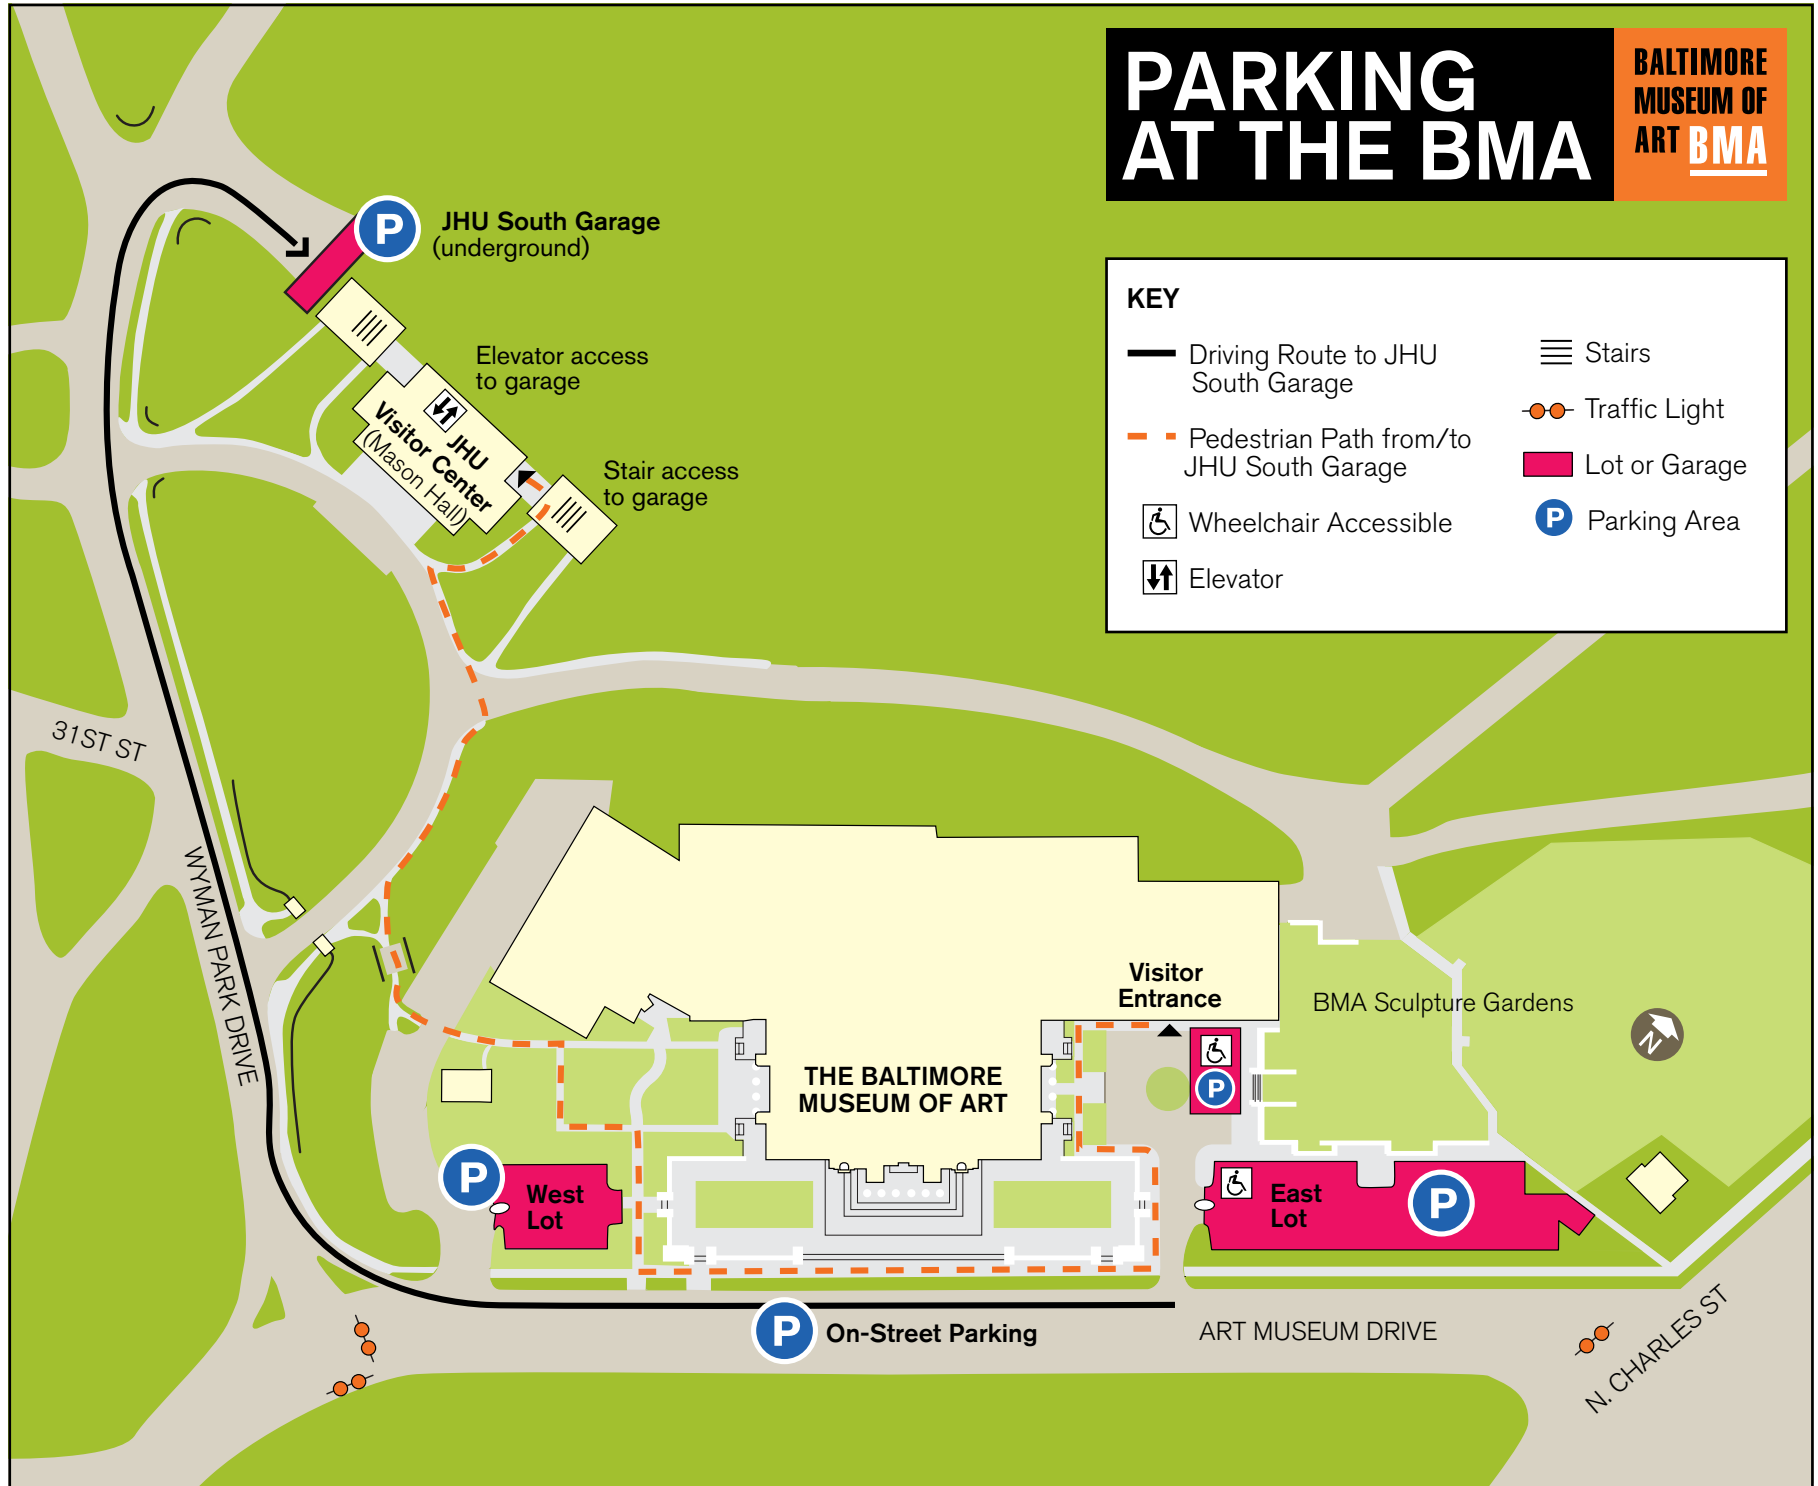 PARKING
AT THE BMA
BALTIMORE
MUSEUM OF
ART BMA
P
JHU South Garage
(underground)
KEY
Driving Route to JHU
South Garage
Pedestrian Path from/to
JHU South Garage
Wheelchair Accessible
Elevator
Stairs
Traffic Light
Lot or Garage
P
Parking Area
Elevator access
to garage
JHU
Visitor Center
(Mason Hall)
Stair access
to garage
31ST ST
WYMAN PARK DRIVE
Visitor
Entrance
BMA Sculpture Gardens
N
THE BALTIMORE
MUSEUM OF ART
P
P
West
Lot
East
Lot
P
P
On-Street Parking
ART MUSEUM DRIVE
N. CHARLES ST